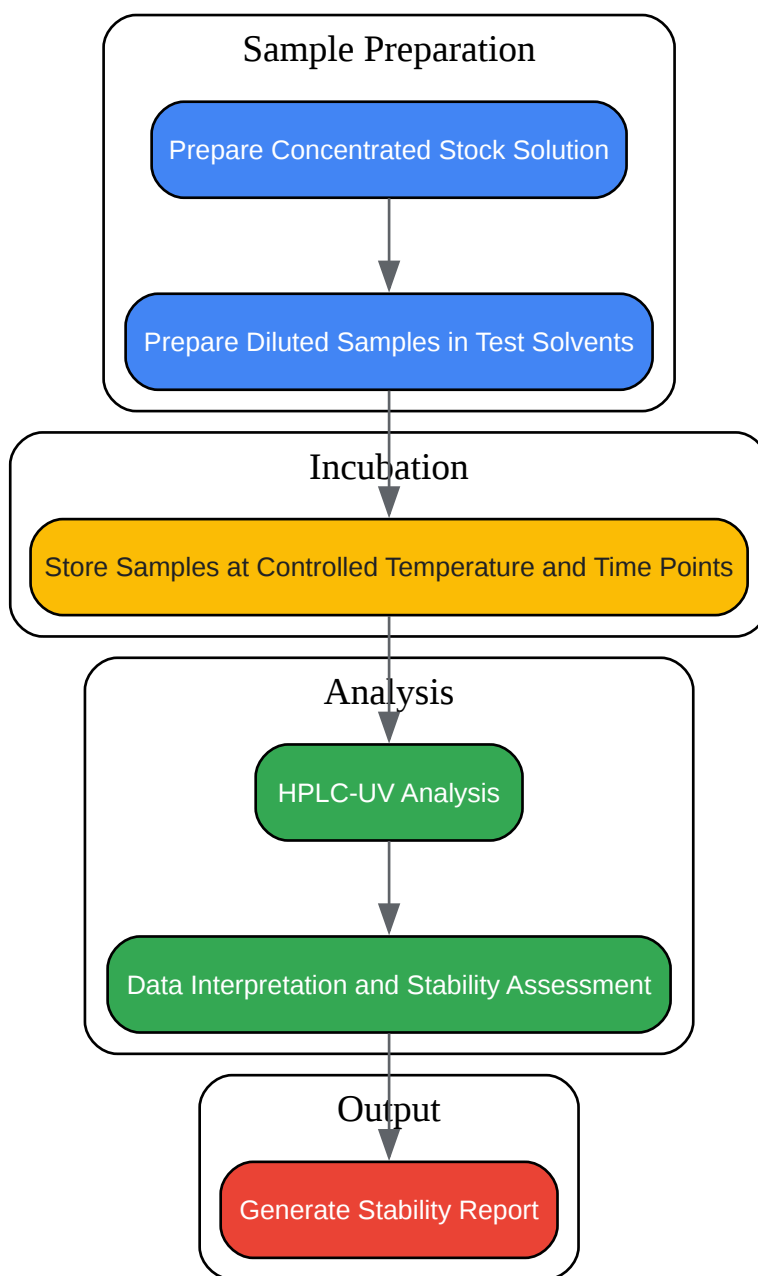 Sample Preparation
Prepare Concentrated Stock Solution
Prepare Diluted Samples in Test Solvents
Incubation
Store Samples at Controlled Temperature and Time Points
Analysis
HPLC-UV Analysis
Data Interpretation and Stability Assessment
Output
Generate Stability Report